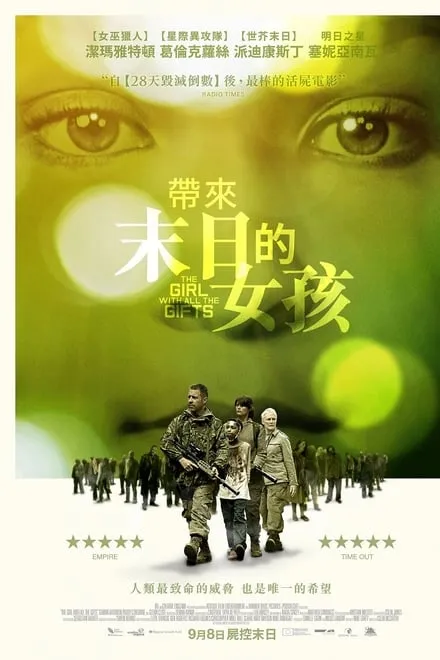 【女巫獵人】 【星際異攻隊】 【世芥末日】 明日之星
潔瑪雅特頓 葛倫克蘿絲 派迪康斯丁 塞妮亞南瓦
“自【28天毀滅倒數】後，最棒的活屍電影”
RADIO TIMES
帶來
末日的
女孩
THE
GIRL
WITH ALL THE
GIFTS
★★★★★
EMPIRE
★★★★★
TIME OUT
人類最致命的威脅 也是唯一的希望
9月8日屍控末日